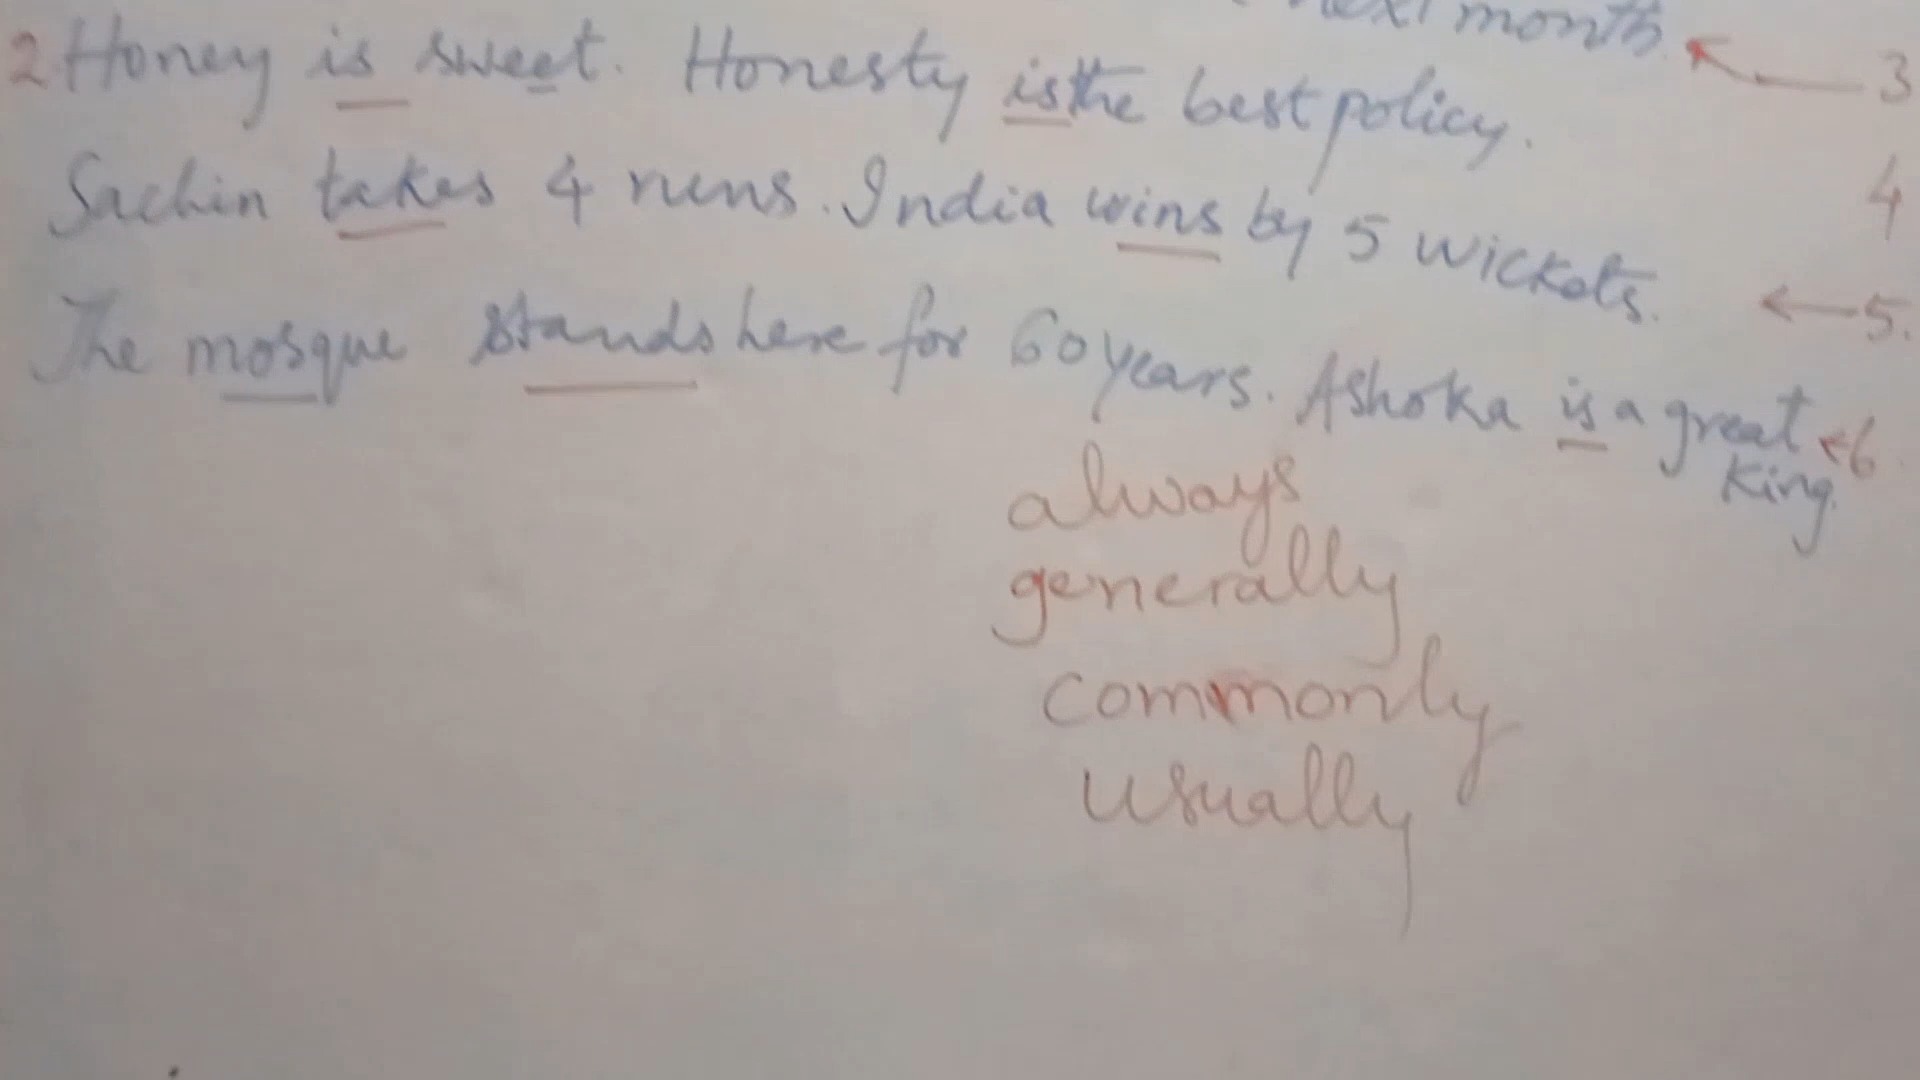 next month. 3
2 Honey is sweet. Honesty is the best policy.
4
Sachin takes 4 runs. India wins by 5 wickets. 5.
The mosque stands here for 60 years. Ashoka is a great 6
king.
always
generally
commonly
usually